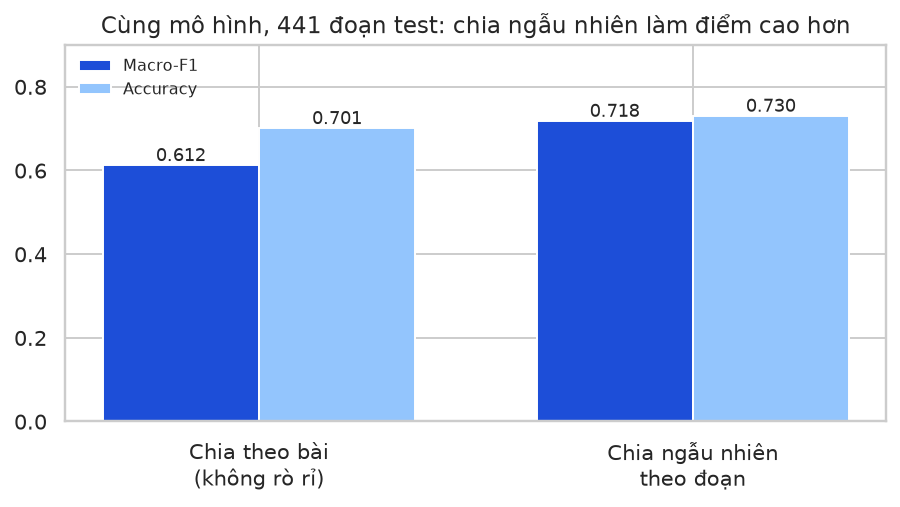 Cùng mô hình, 441 đoạn test: chia ngẫu nhiên làm điểm cao hơn
Macro-F1
Accuracy
0.8
0.6
0.4
0.2
0.0
0.612
0.701
0.718
0.730
Chia theo bài
(không rò rỉ)
Chia ngẫu nhiên
theo đoạn